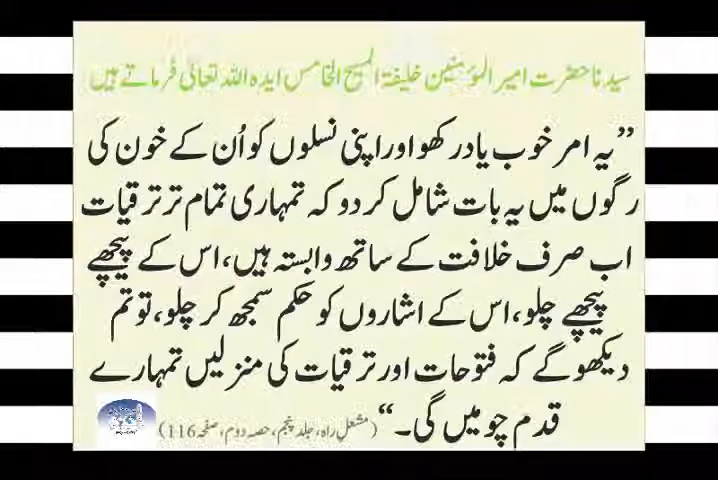 سیدنا حضرت امیر المؤمنین خلیفۃ المسیح الخامس ایدہ اللہ تعالیٰ فرماتے ہیں
”یہ امر خوب یاد رکھو اور اپنی نسلوں کو اُن کے خون کی
رگوں میں یہ بات شامل کر دو کہ تمہاری تمام تر ترقیات
اب صرف خلافت کے ساتھ وابستہ ہیں، اس کے پیچھے
پیچھے چلو، اس کے اشاروں کو حکم سمجھ کر چلو، تو تم
دیکھو گے کہ فتوحات اور ترقیات کی منزلیں تمہارے
قدم چومیں گی۔“ (مشعلِ راہ، جلد پنجم، حصہ دوم، صفحہ 116)